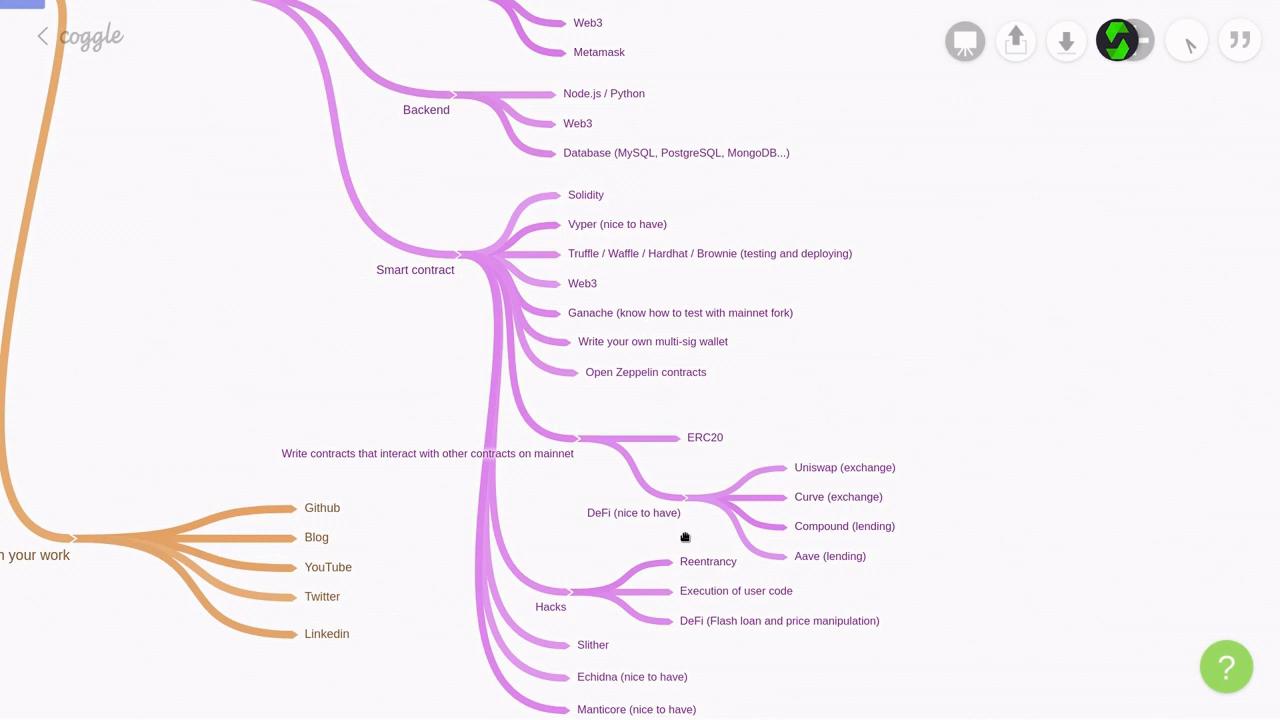 Web3
coggle
Metamask
Node.js / Python
Backend
Web3
Database (MySQL, PostgreSQL, MongoDB...)
Solidity
Vyper (nice to have)
Truffle / Waffle / Hardhat / Brownie (testing and deploying)
Smart contract
Web3
Ganache (know how to test with mainnet fork)
Write your own multi-sig wallet
Open Zeppelin contracts
ERC20
Write contracts that interact with other contracts on mainnet
Uniswap (exchange)
Curve (exchange)
DeFi (nice to have)
Compound (lending)
Aave (lending)
Github
Blog
your work
YouTube
Twitter
Linkedin
Reentrancy
Execution of user code
Hacks
DeFi (Flash loan and price manipulation)
Slither
Echidna (nice to have)
Manticore (nice to have)
?